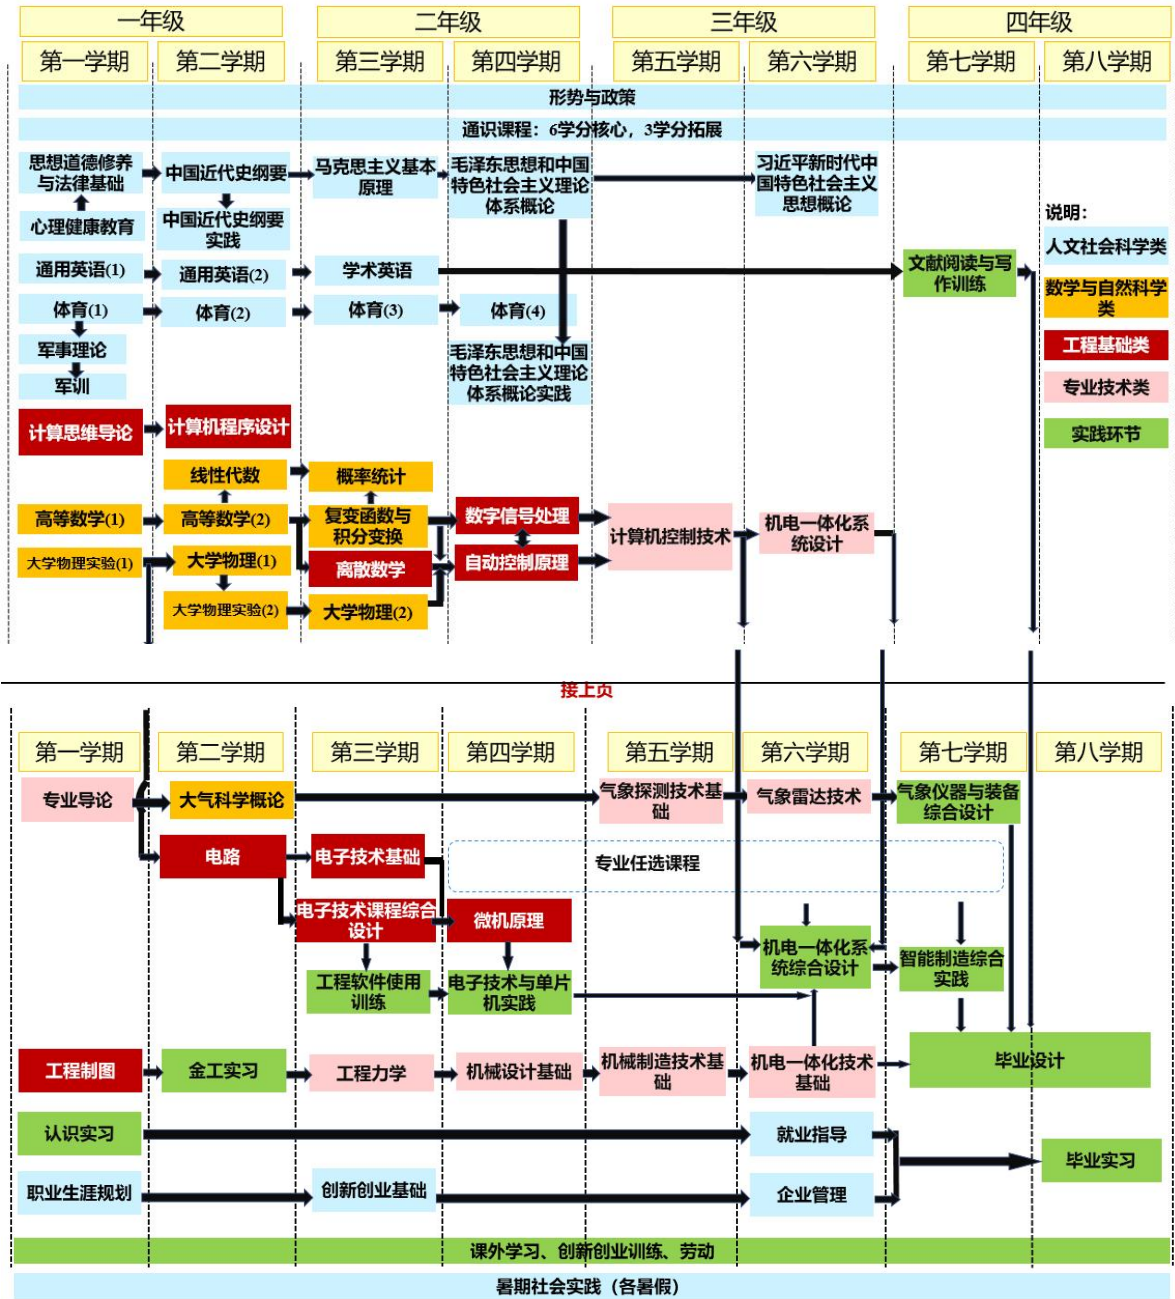 一年级
二年级
三年级
四年级
第一学期
第二学期
第三学期
第四学期
第五学期
第六学期
第七学期
第八学期
形势与政策
通识课程：6学分核心，3学分拓展
思想道德修养
与法律基础
中国近代史纲要
马克思主义基本
原理
毛泽东思想和中国
特色社会主义理论
体系概论
习近平新时代中
国特色社会主义
思想概论
心理健康教育
中国近代史纲要
实践
说明：
人文社会科学类
数学与自然科学
类
工程基础类
专业技术类
实践环节
通用英语(1)
通用英语(2)
学术英语
文献阅读与写
作训练
体育(1)
体育(2)
体育(3)
体育(4)
军事理论
军训
毛泽东思想和中国
特色社会主义理论
体系概论实践
计算思维导论
计算机程序设计
线性代数
概率统计
高等数学(1)
高等数学(2)
复变函数与
积分变换
数字信号处理
计算机控制技术
机电一体化系
统设计
大学物理实验(1)
大学物理(1)
离散数学
自动控制原理
大学物理实验(2)
大学物理(2)
接上页
第一学期
第二学期
第三学期
第四学期
第五学期
第六学期
第七学期
第八学期
专业导论
大气科学概论
气象探测技术基
础
气象雷达技术
气象仪器与装备
综合设计
电路
电子技术基础
专业任选课程
电子技术课程综合
设计
微机原理
机电一体化系
统综合设计
智能制造综合
实践
工程软件使用
训练
电子技术与单片
机实践
工程制图
金工实习
工程力学
机械设计基础
机械制造技术基
础
机电一体化技术
基础
毕业设计
认识实习
就业指导
毕业实习
职业生涯规划
创新创业基础
企业管理
课外学习、创新创业训练、劳动
暑期社会实践（各暑假）